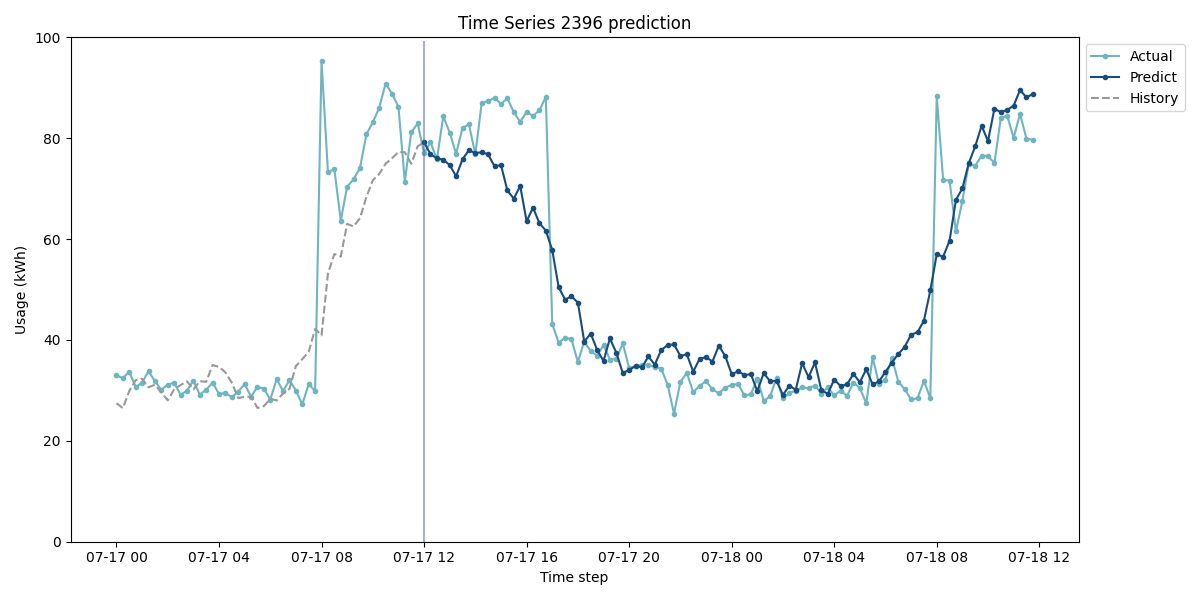 Time Series 2396 prediction
100
80
60
40
20
0
Usage (kWh)
07-17 00
07-17 04
07-17 08
07-17 12
07-17 16
07-17 20
07-18 00
07-18 04
07-18 08
07-18 12
Time step
Actual
Predict
History